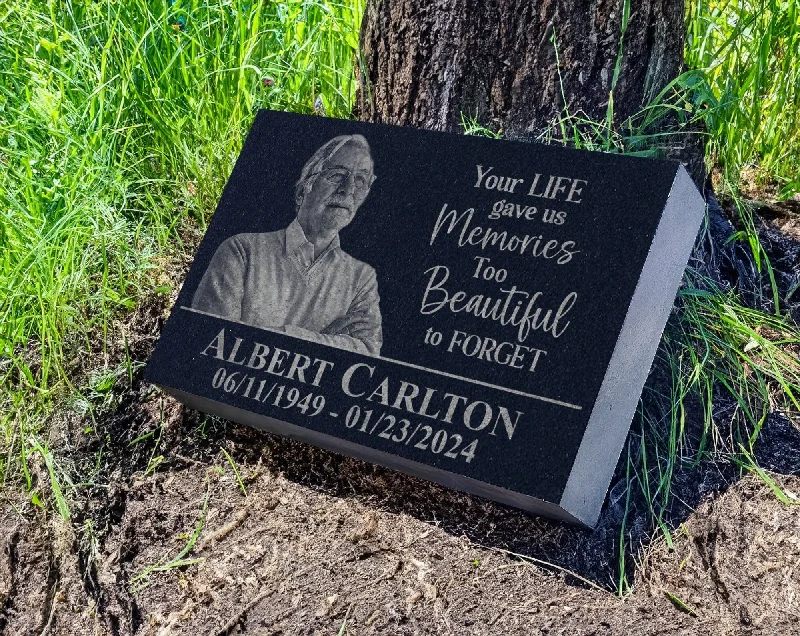 Your LIFE
gave us
Memories
Too
Beautiful
to FORGET
ALBERT CARLTON
06/11/1949 - 01/23/2024